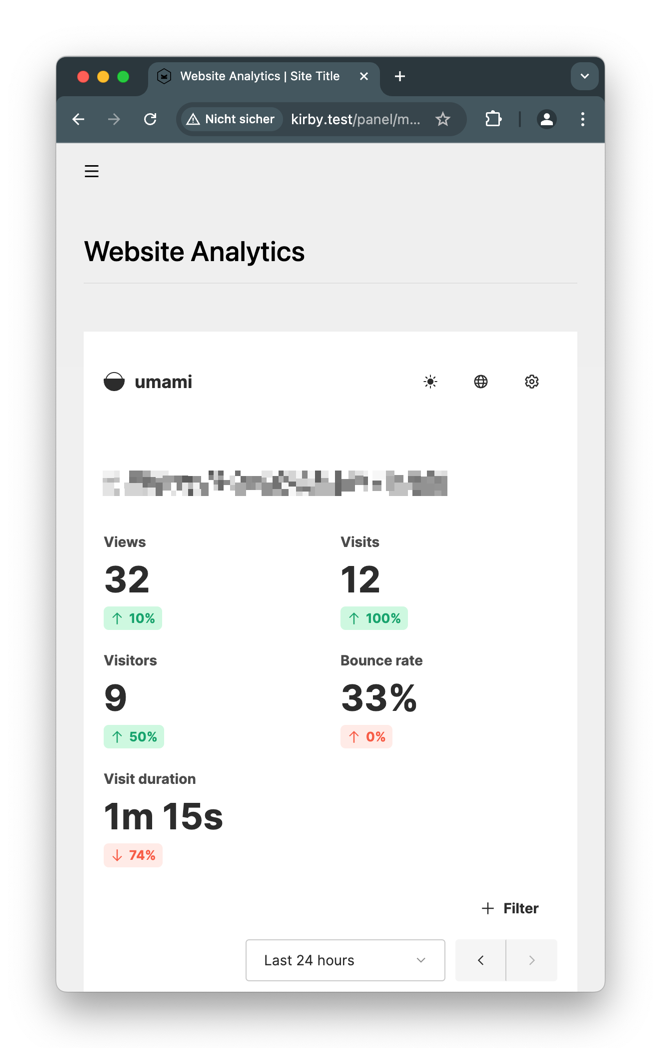 Website Analytics | Site Title
Nicht sicher kirby.test/panel/m...
Website Analytics
umami
Views
32
↑ 10%
Visits
12
↑ 100%
Visitors
9
↑ 50%
Bounce rate
33%
↑ 0%
Visit duration
1m 15s
↓ 74%
+ Filter
Last 24 hours